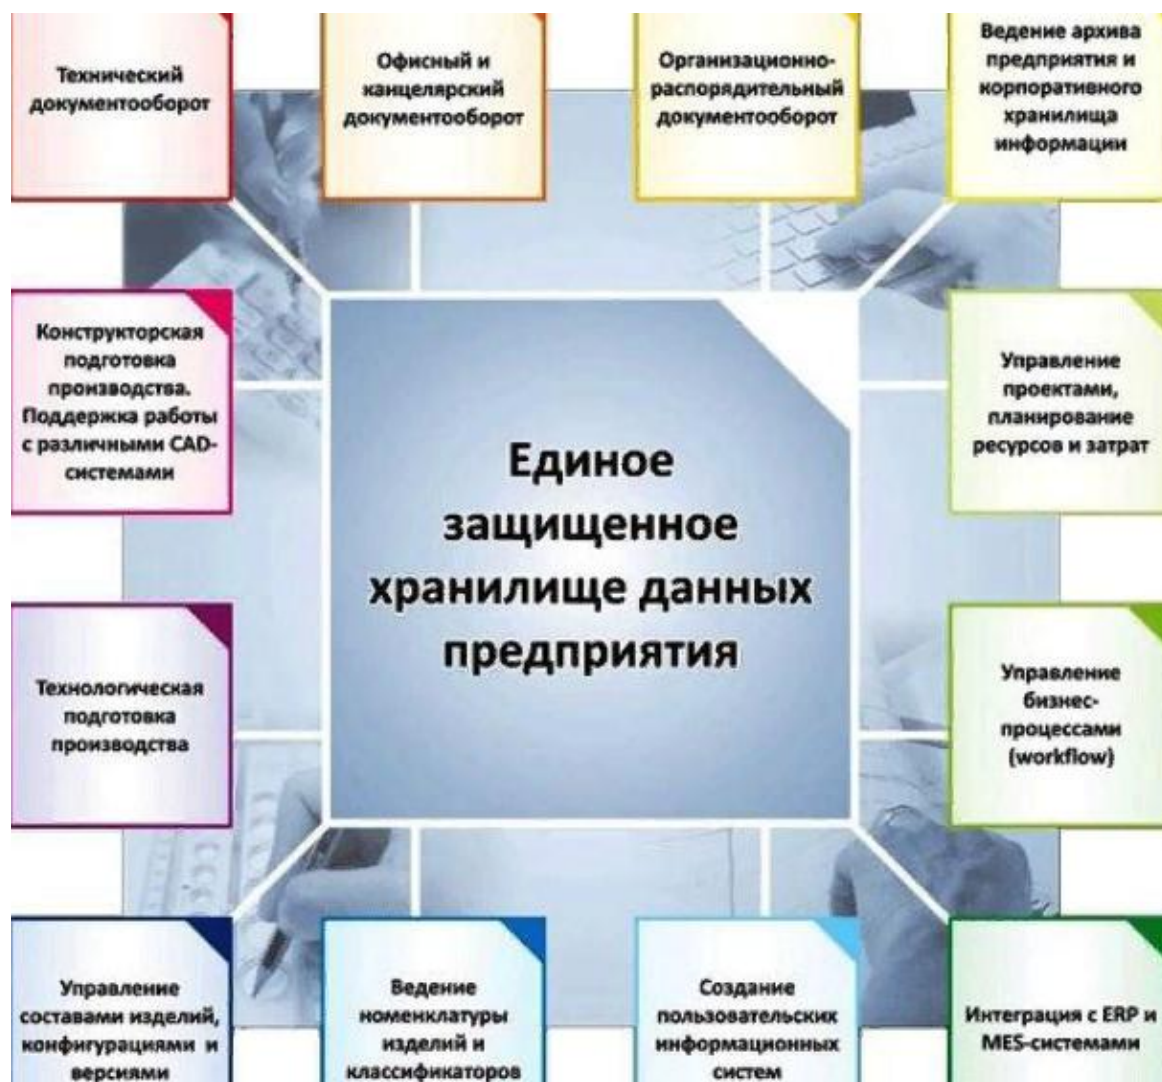 Технический
документооборот
Офисный и
канцелярский
документооборот
Организационно-
распорядительный
документооборот
Ведение архива
предприятия и
корпоративного
хранилища
информации
Конструкторская
подготовка
производства.
Поддержка работы
с различными CAD-
системами
Единое
защищенное
хранилище данных
предприятия
Управление
проектами,
планирование
ресурсов и затрат
Технологическая
подготовка
производства
Управление
бизнес-
процессами
(workflow)
Управление
составами изделий,
конфигурациями и
версиями
Ведение
номенклатуры
изделий и
классификаторов
Создание
пользовательских
информационных
систем
Интеграция с ERP и
MES-системами